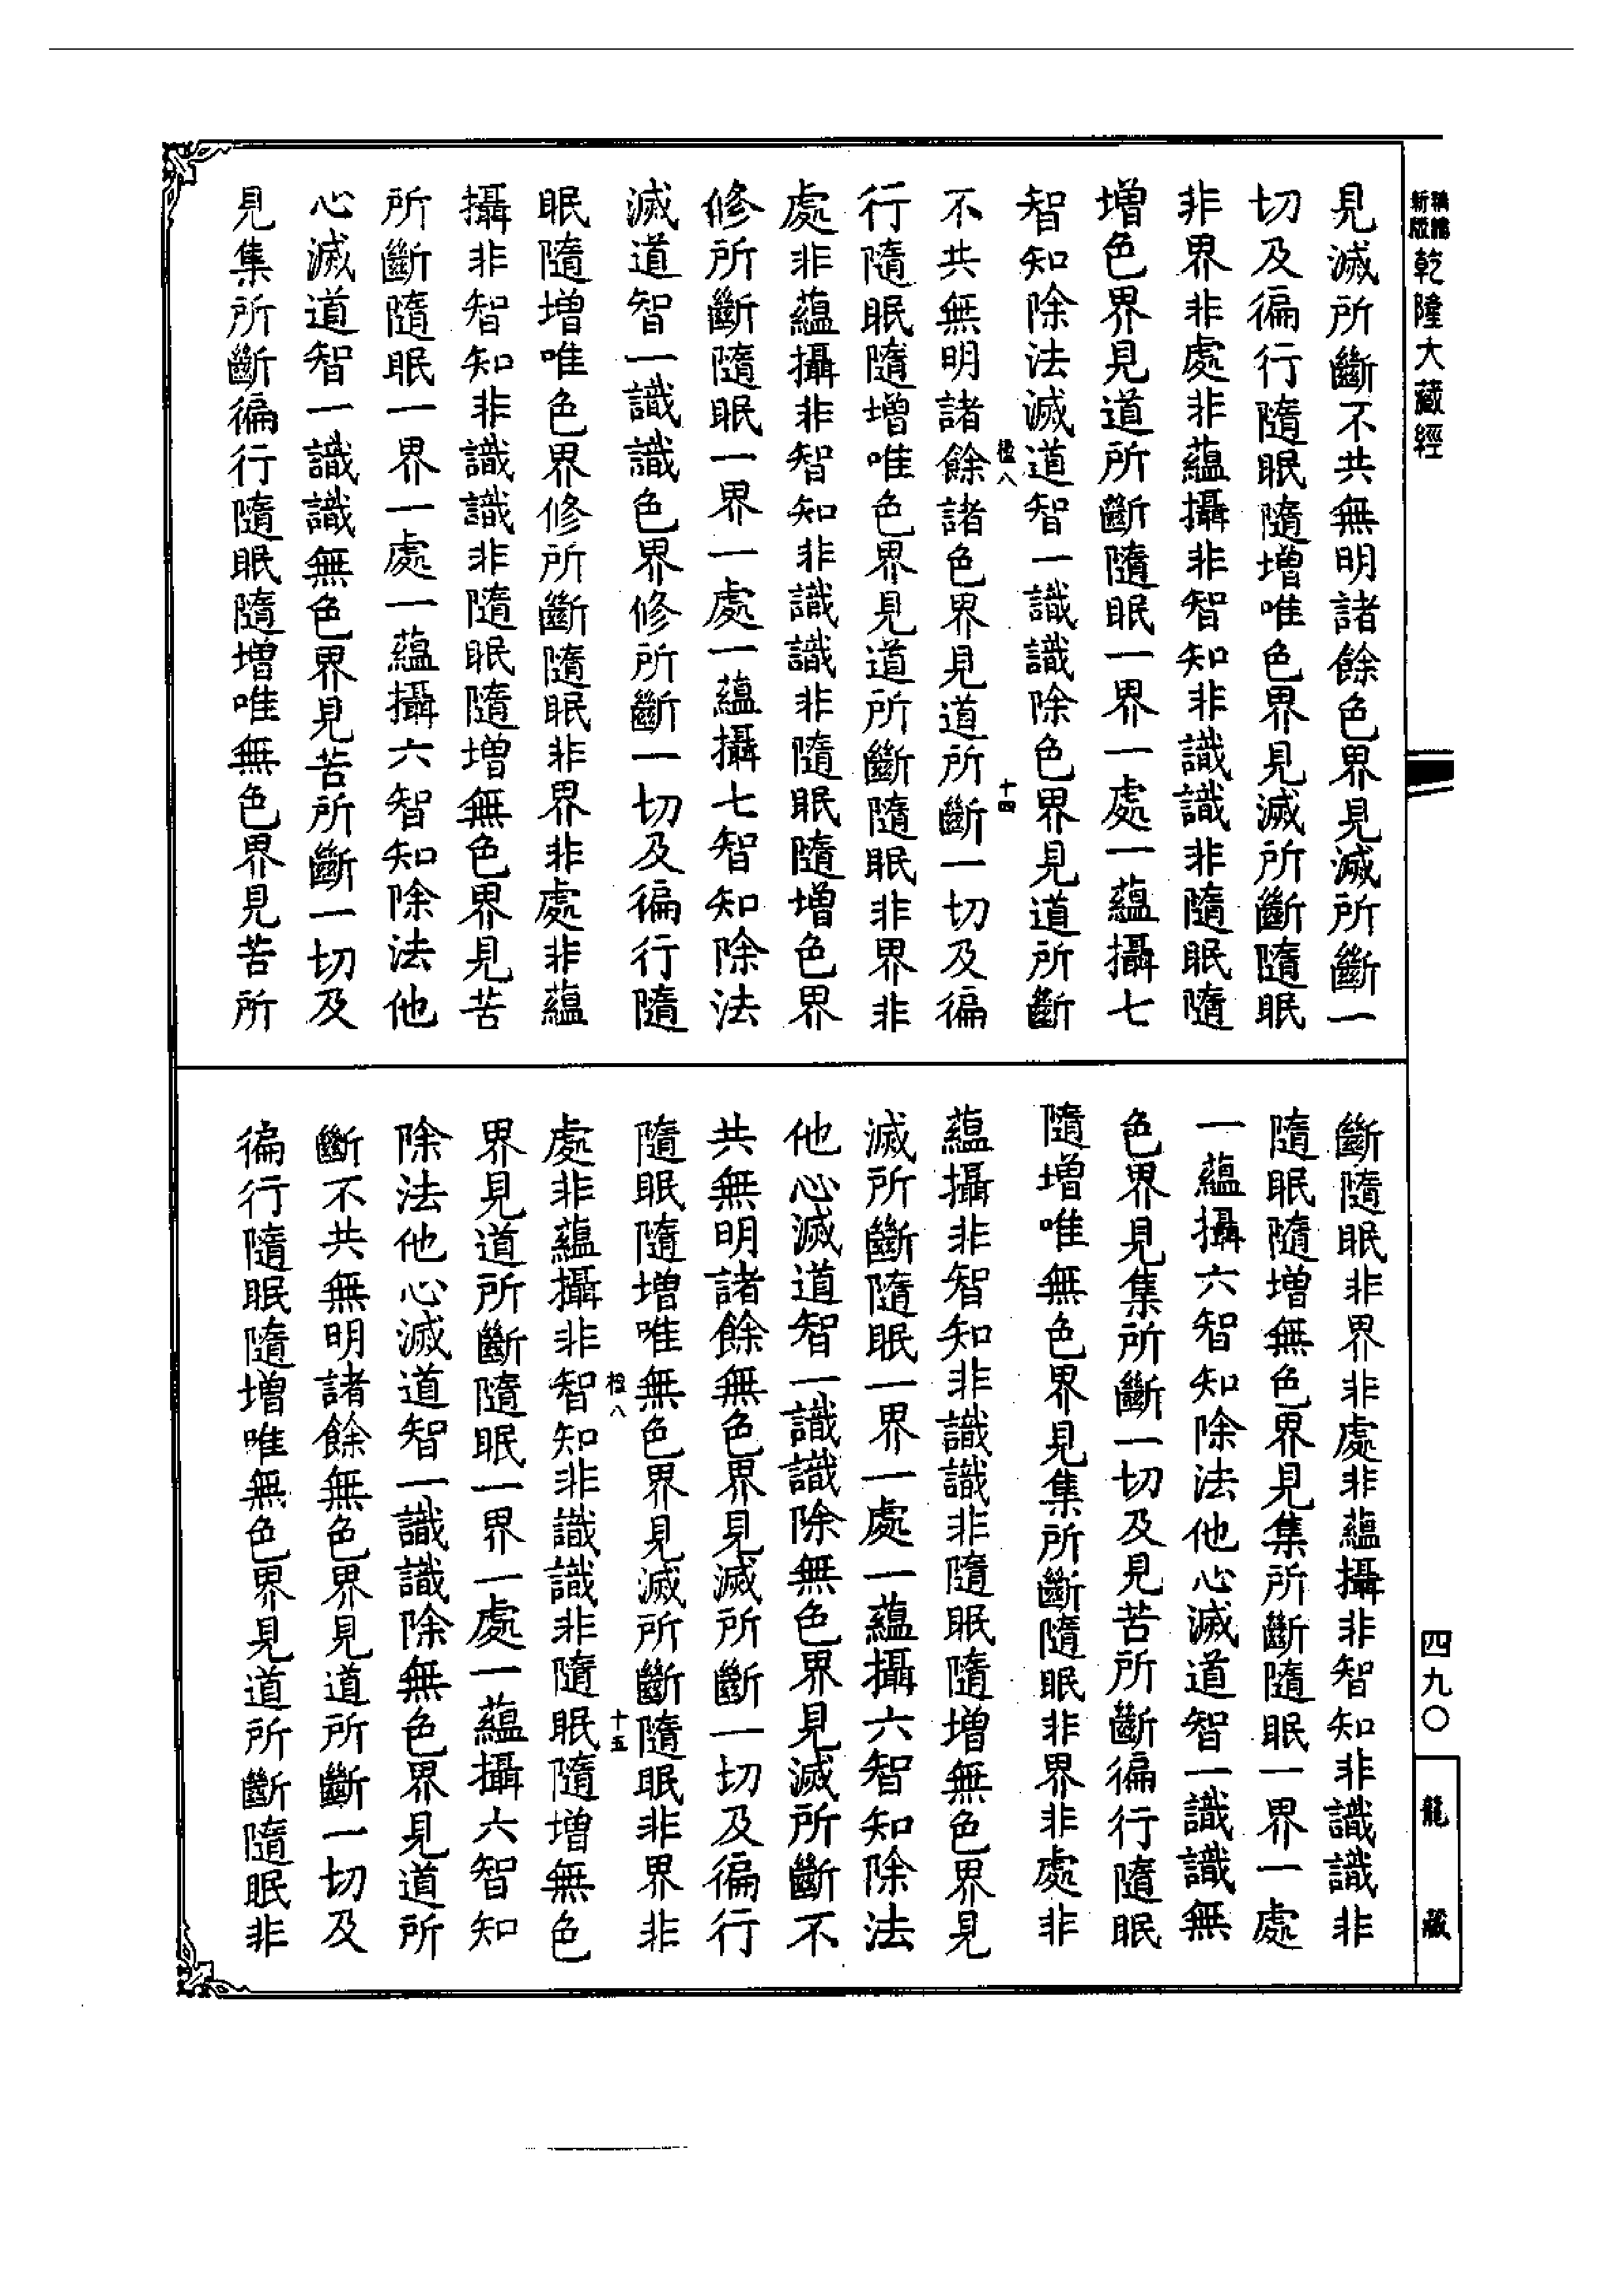 乾隆大藏經
見滅所斷不共無明諸餘色界見滅所斷一
切及徧行隨眠隨增唯色界見滅所斷隨眠
非界非處非蘊攝非智知非識識非隨眠隨
增色界見道所斷隨眠一界一處一蘊攝七
智知除法滅道智一識識除色界見道所斷
不共無明諸餘諸色界見道所斷一切及徧
行隨眠隨增唯色界見道所斷隨眠非界非
處非蘊攝非智知非識識非隨眠隨增色界
修所斷隨眠一界一處一蘊攝七智知除法
滅道智一識識色界修所斷一切及徧行隨
眠隨增唯色界修所斷隨眠非界非處非蘊
攝非智知非識識非隨眠隨增無色界見苦
所斷隨眠一界一處一蘊攝六智知除法他
心滅道智一識識無色界見苦所斷一切及
見集所斷徧行隨眠隨增唯無色界見苦所
十四
斷隨眠非界非處非蘊攝非智知非識識非
隨眠隨增無色界見集所斷隨眠一界一處
一蘊攝六智知除法他心滅道智一識識無
色界見集所斷一切及見苦所斷徧行隨眠
隨增唯無色界見集所斷隨眠非界非處非
蘊攝非智知非識識非隨眠隨增無色界見
滅所斷隨眠一界一處一蘊攝六智知除法
他心滅道智一識識除無色界見滅所斷不
共無明諸餘無色界見滅所斷一切及徧行
隨眠隨增唯無色界見滅所斷隨眠非界非
處非蘊攝非智知非識識非隨眠隨增無色
界見道所斷隨眠一界一處一蘊攝六智知
除法他心滅道智一識識除無色界見道所
斷不共無明諸餘無色界見道所斷一切及
徧行隨眠隨增唯無色界見道所斷隨眠非
十五
四九〇
龍藏